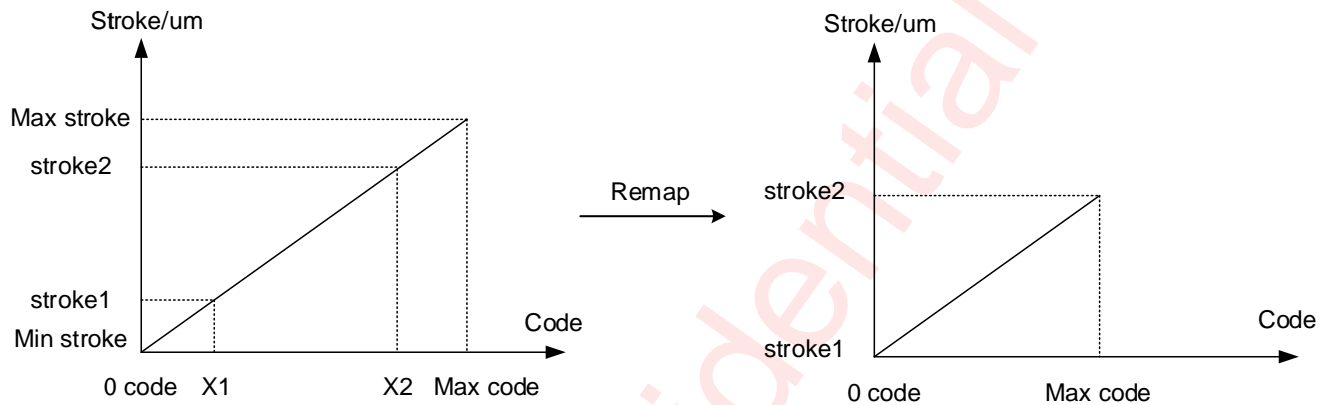 Stroke/um
Max stroke
stroke2
stroke1
Min stroke
Code
0 code X1 X2 Max code
Remap
Stroke/um
stroke2
stroke1
Code
0 code Max code
idential